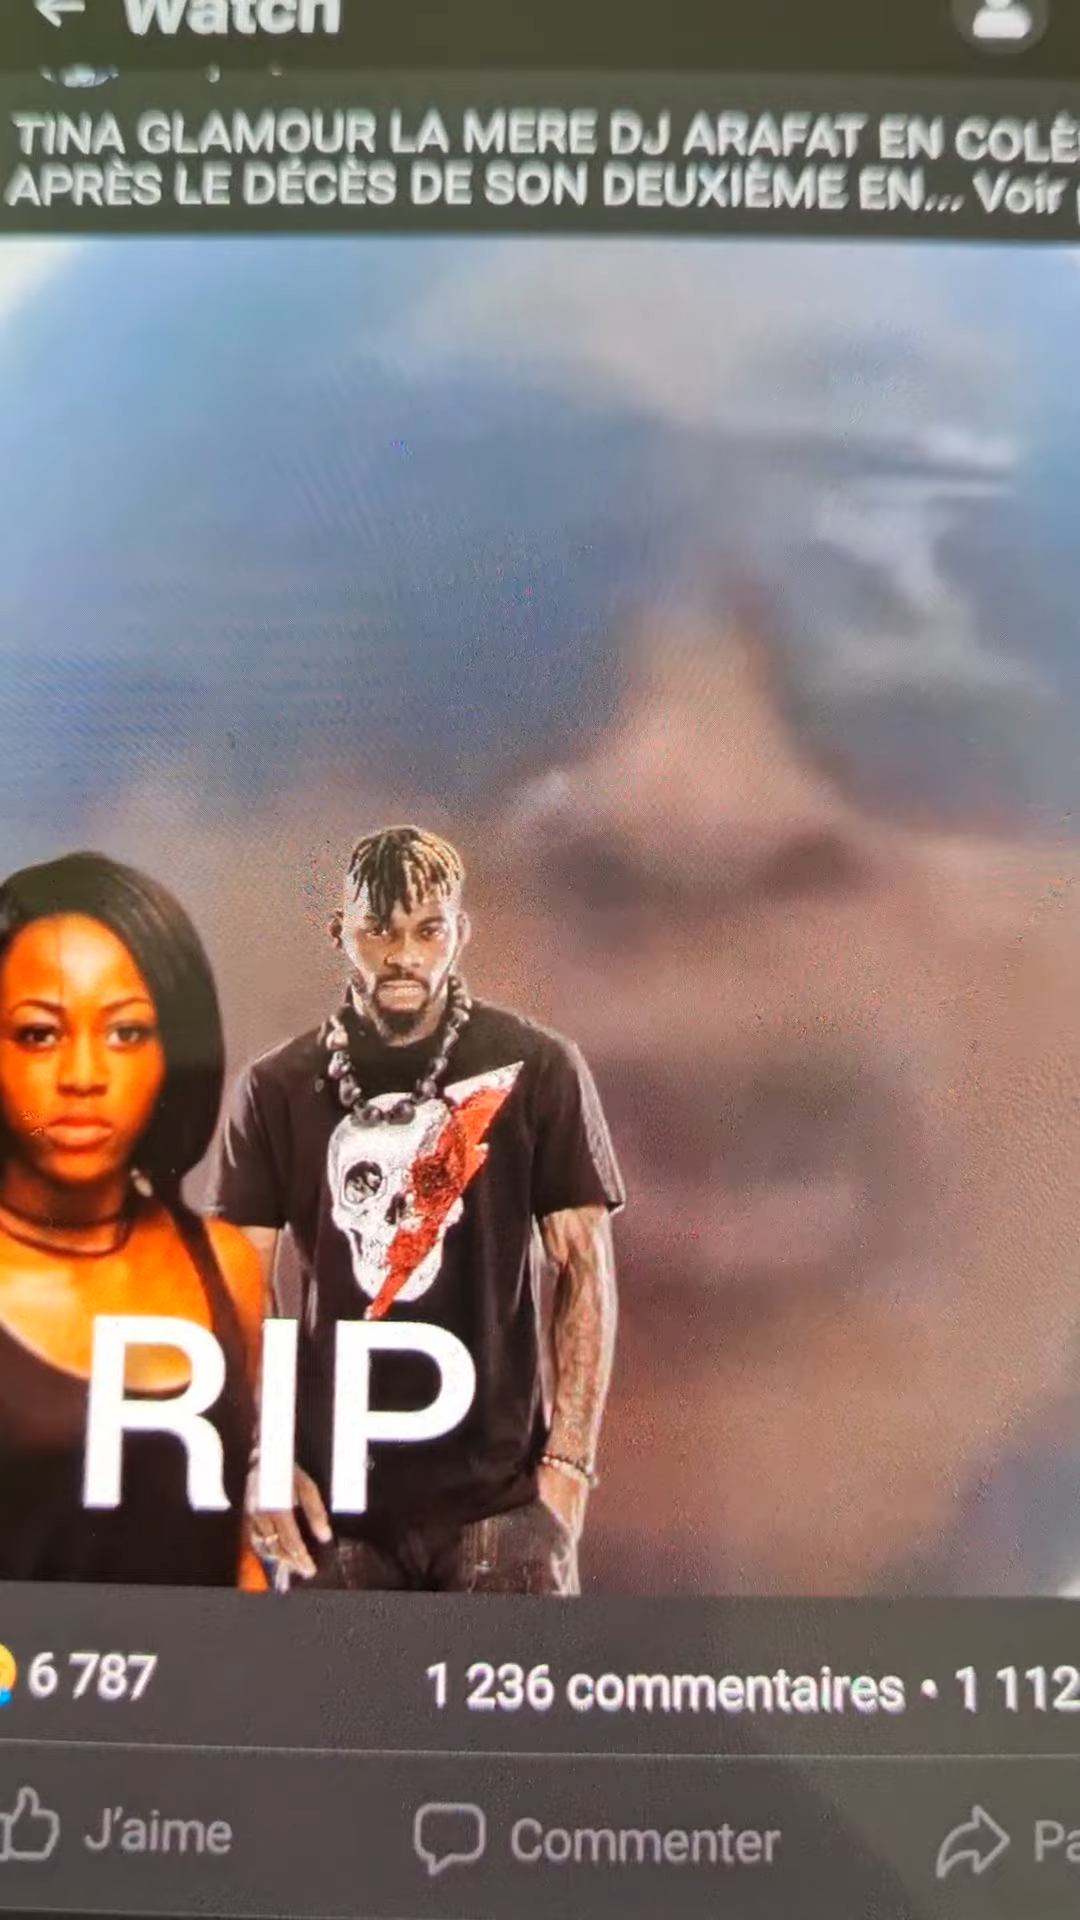 Watch
TINA GLAMOUR LA MERE DJ ARAFAT EN COLÈ
APRÈS LE DÉCÈS DE SON DEUXIÈME EN... Voir
RIP
6 787
1 236 commentaires • 1 112
J'aime
Commenter
Pa